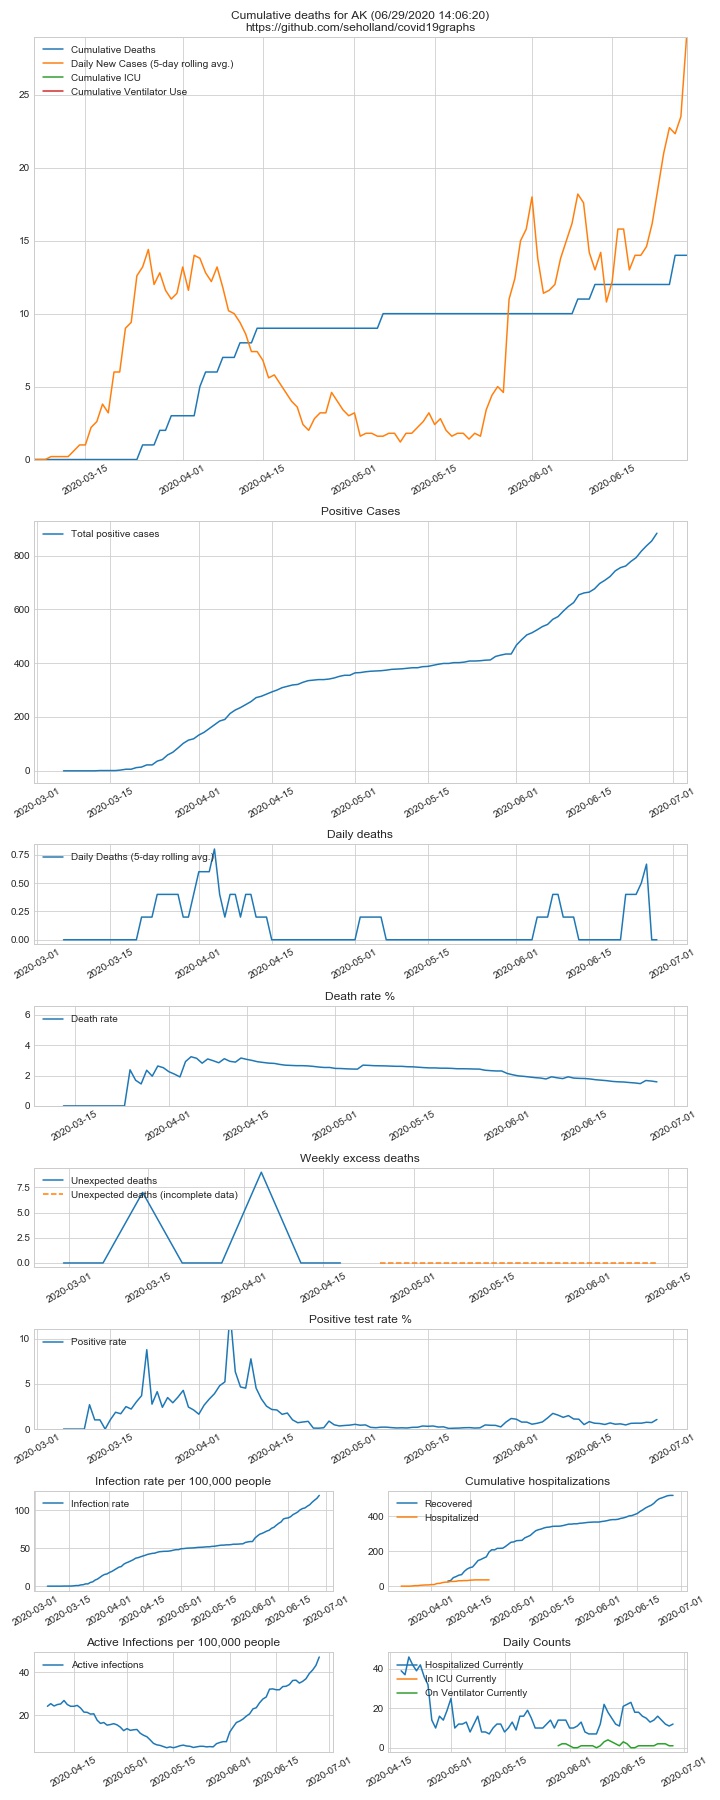 Cumulative deaths for AK (06/29/2020 14:06:20)
https://github.com/seholland/covid19graphs
Cumulative Deaths
Daily New Cases (5-day rolling avg.)
Cumulative ICU
Cumulative Ventilator Use
25
20
15
10
5
0
2020-03-15 2020-04-01 2020-04-15 2020-05-01 2020-05-15 2020-06-01 2020-06-15
Positive Cases
Total positive cases
800
600
400
200
0
2020-03-01 2020-03-15 2020-04-01 2020-04-15 2020-05-01 2020-05-15 2020-06-01 2020-06-15 2020-07-01
Daily deaths
Daily Deaths (5-day rolling avg.)
0.75
0.50
0.25
0.00
2020-03-01 2020-03-15 2020-04-01 2020-04-15 2020-05-01 2020-05-15 2020-06-01 2020-06-15 2020-07-01
Death rate %
Death rate
6
4
2
0
2020-03-15 2020-04-01 2020-04-15 2020-05-01 2020-05-15 2020-06-01 2020-06-15 2020-07-01
Weekly excess deaths
Unexpected deaths
Unexpected deaths (incomplete data)
7.5
5.0
2.5
0.0
2020-03-01 2020-03-15 2020-04-01 2020-04-15 2020-05-01 2020-05-15 2020-06-01 2020-06-15
Positive test rate %
Positive rate
10
5
0
2020-03-01 2020-03-15 2020-04-01 2020-04-15 2020-05-01 2020-05-15 2020-06-01 2020-06-15 2020-07-01
Infection rate per 100,000 people
Infection rate
100
50
0
2020-03-01 2020-03-15 2020-04-01 2020-04-15 2020-05-01 2020-05-15 2020-06-01 2020-06-15 2020-07-01
Cumulative hospitalizations
Recovered
Hospitalized
400
200
0
2020-04-01 2020-04-15 2020-05-01 2020-05-15 2020-06-01 2020-06-15 2020-07-01
Active Infections per 100,000 people
Active infections
40
20
2020-04-15 2020-05-01 2020-05-15 2020-06-01 2020-06-15 2020-07-01
Daily Counts
Hospitalized Currently
In ICU Currently
On Ventilator Currently
40
20
0
2020-04-15 2020-05-01 2020-05-15 2020-06-01 2020-06-15 2020-07-01